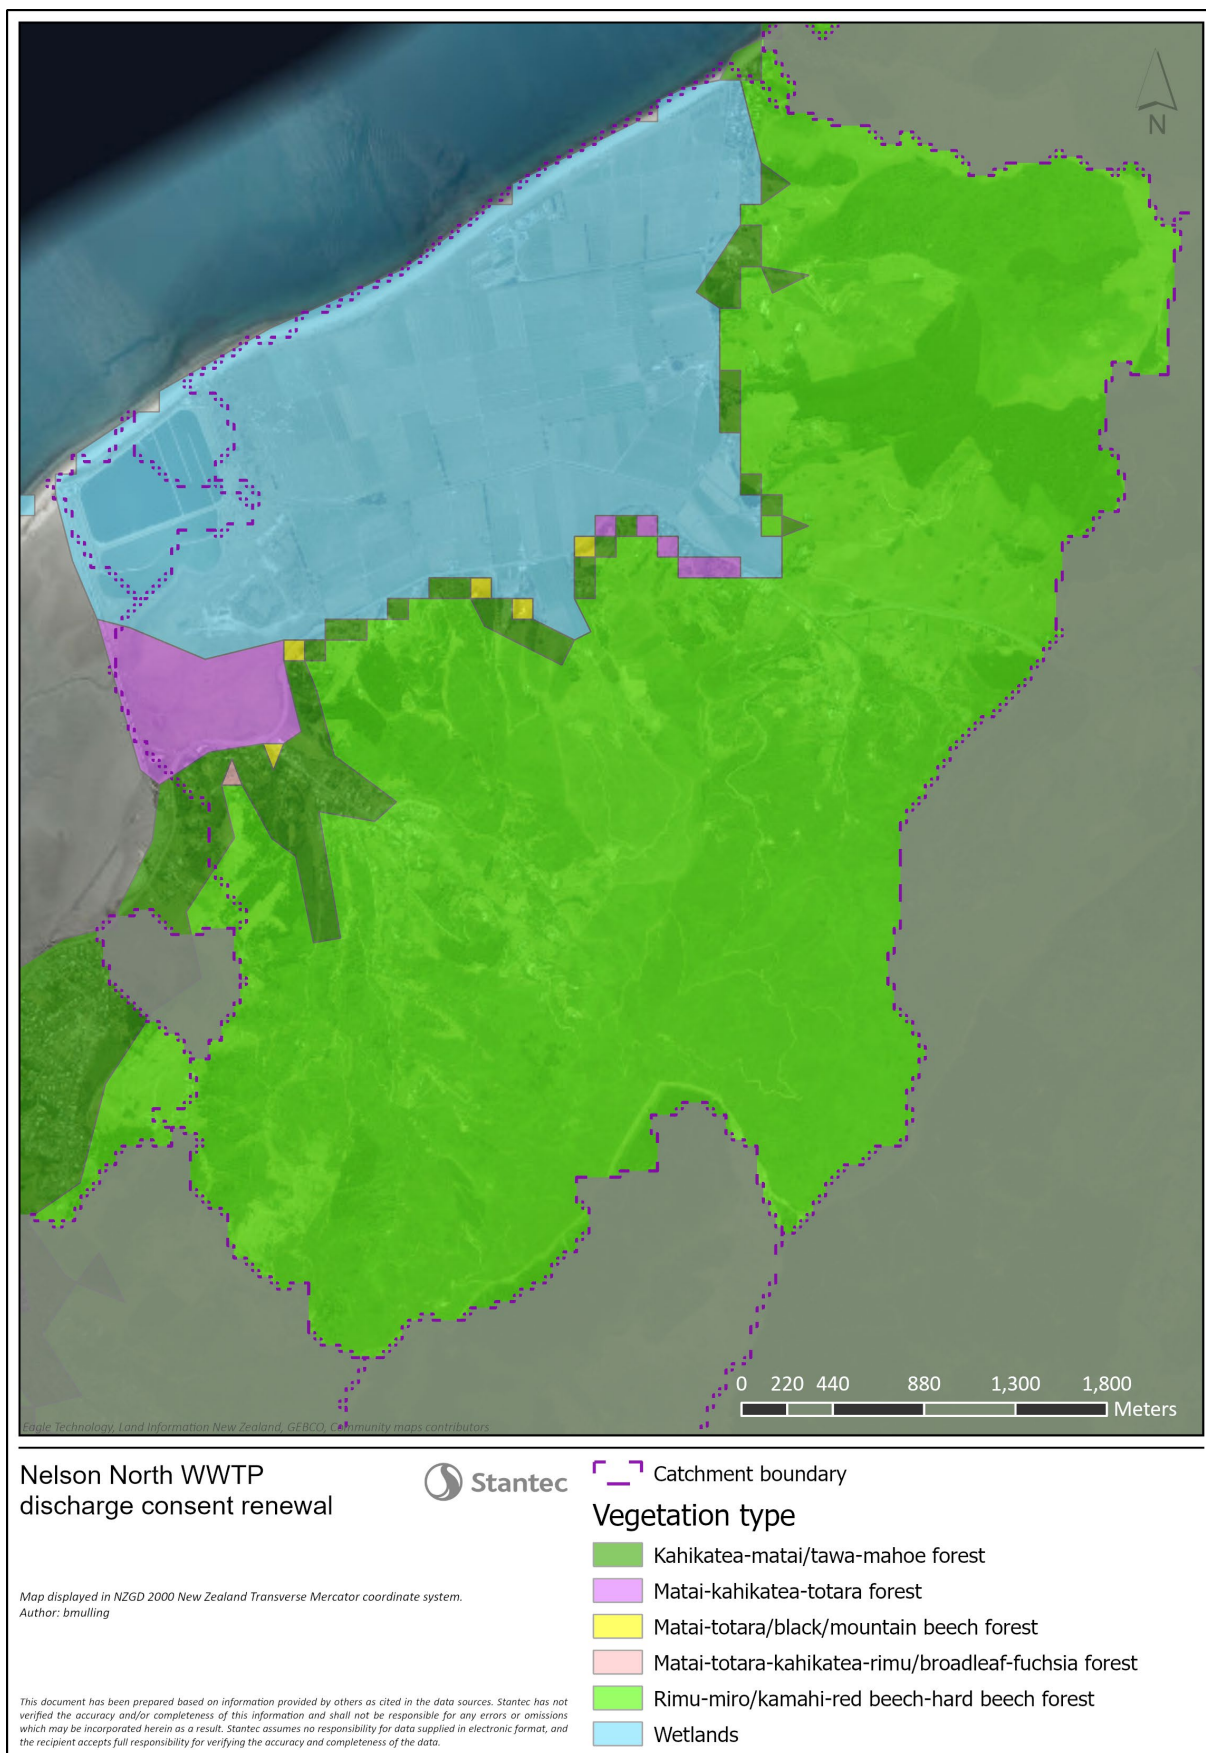 N
0 220 440 880 1,300 1,800
Meters
Eagle Technology, Land Information New Zealand, GEBCO, Community maps contributors
Nelson North WWTP
discharge consent renewal
Stantec
Map displayed in NZGD 2000 New Zealand Transverse Mercator coordinate system.
Author: bmulling
This document has been prepared based on information provided by others as cited in the data sources. Stantec has not
verified the accuracy and/or completeness of this information and shall not be responsible for any errors or omissions
which may be incorporated herein as a result. Stantec assumes no responsibility for data supplied in electronic format, and
the recipient accepts full responsibility for verifying the accuracy and completeness of the data.
Catchment boundary
Vegetation type
Kahikatea-matai/tawa-mahoe forest
Matai-kahikatea-totara forest
Matai-totara/black/mountain beech forest
Matai-totara-kahikatea-rimu/broadleaf-fuchsia forest
Rimu-miro/kamahi-red beech-hard beech forest
Wetlands